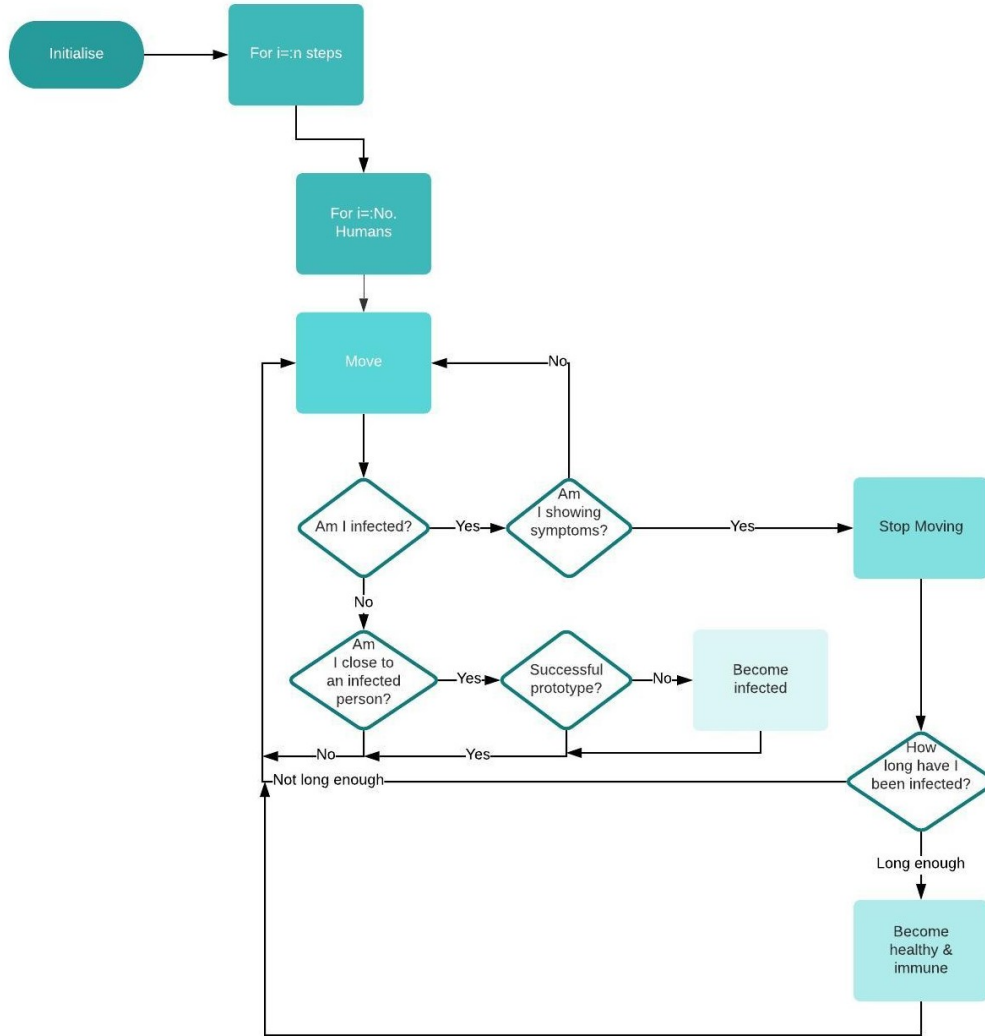 Initialise
For i=:n steps
For i=:No.
Humans
Move
No
Am I infected?
Yes
Am
I showing
symptoms?
Yes
Stop Moving
No
Am
I close to
an infected
person?
Yes
Successful
prototype?
No
Become
infected
No
Yes
How
long have I
been infected?
Not long enough
Long enough
Become
healthy &
immune